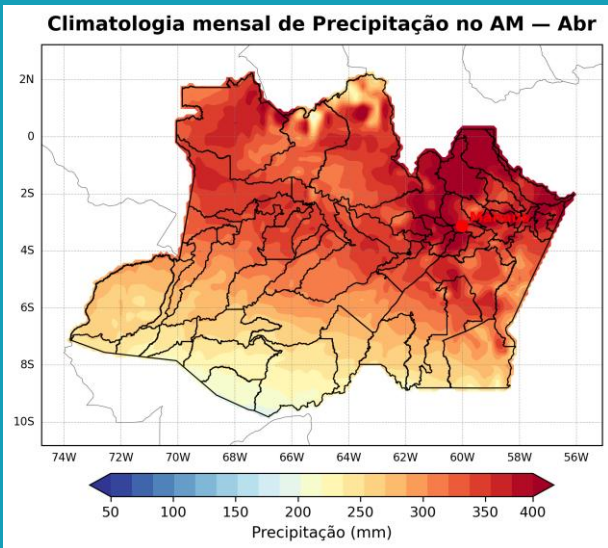 Climatologia mensal de Precipitação no AM — Abr
2N
0
2S
Manaus
4S
6S
8S
10S
74W 72W 70W 68W 66W 64W 62W 60W 58W 56W
50 100 150 200 250 300 350 400
Precipitação (mm)